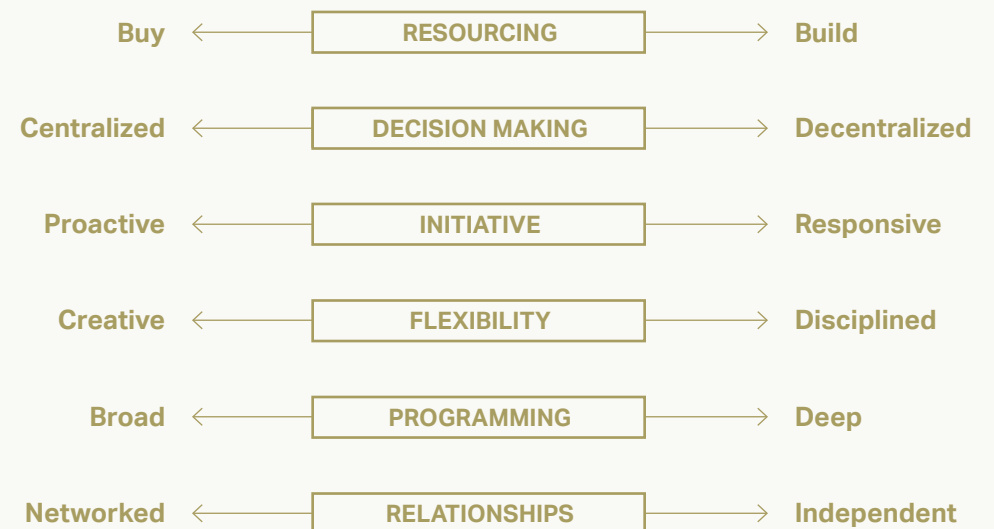 Buy RESOURCING Build
Centralized DECISION MAKING Decentralized
Proactive INITIATIVE Responsive
Creative FLEXIBILITY Disciplined
Broad PROGRAMMING Deep
Networked RELATIONSHIPS Independent